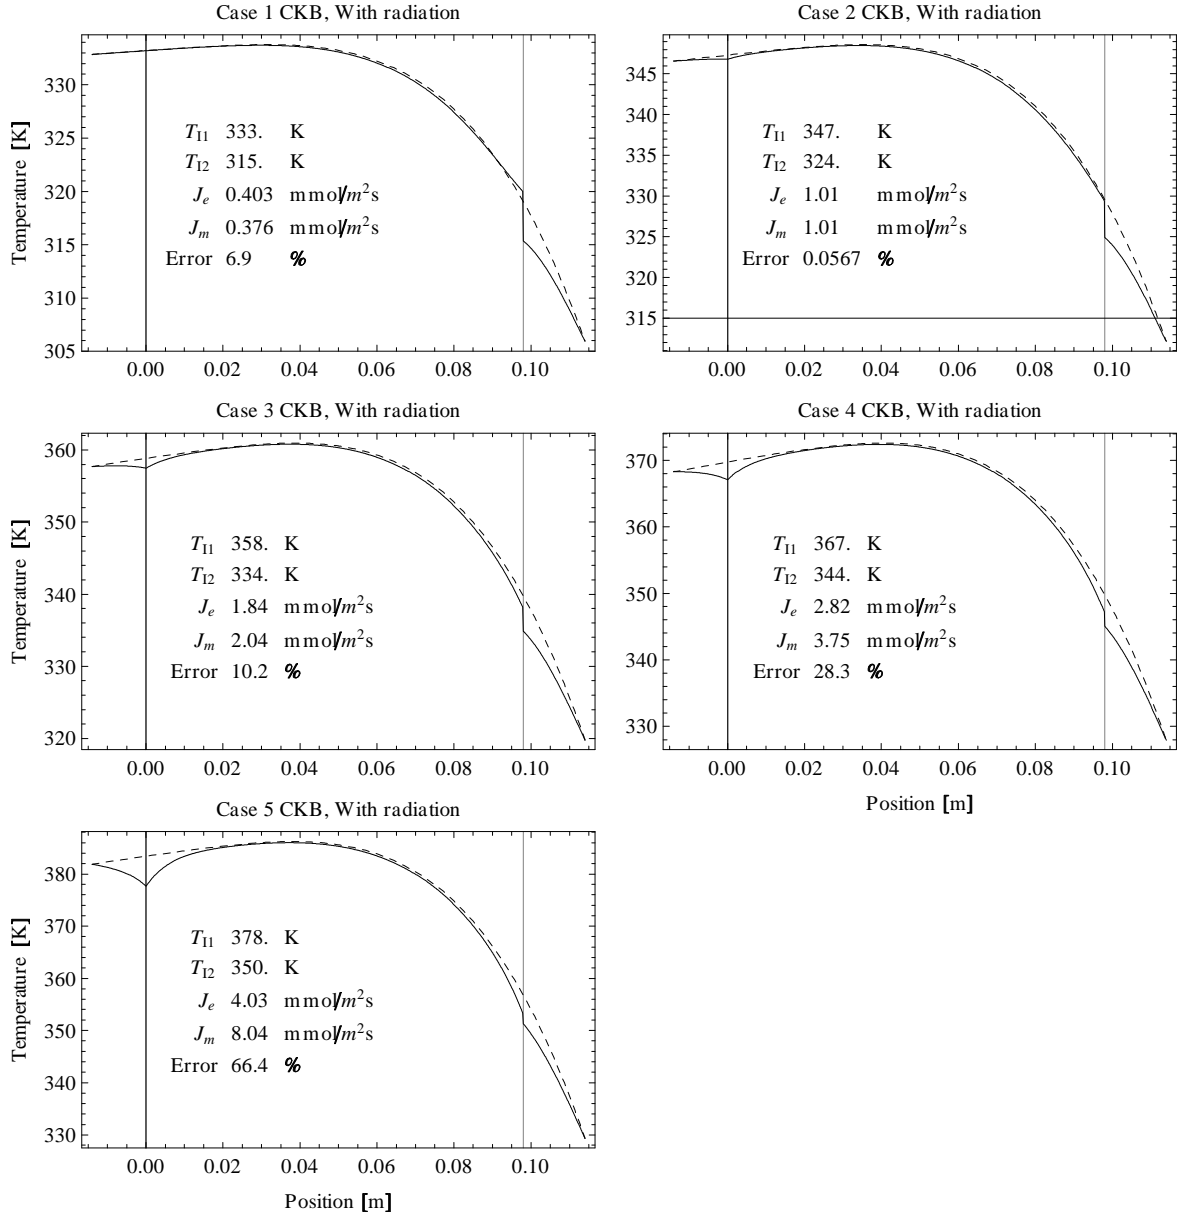 Case 1 CKB, With radiation
Temperature [K]
330
325
320
315
310
305
T_I1 333. K
T_I2 315. K
J_e 0.403 mmol/m²s
J_m 0.376 mmol/m²s
Error 6.9 %
0.00 0.02 0.04 0.06 0.08 0.10
Case 2 CKB, With radiation
345
340
335
330
325
320
315
T_I1 347. K
T_I2 324. K
J_e 1.01 mmol/m²s
J_m 1.01 mmol/m²s
Error 0.0567 %
0.00 0.02 0.04 0.06 0.08 0.10
Case 3 CKB, With radiation
Temperature [K]
360
350
340
330
320
T_I1 358. K
T_I2 334. K
J_e 1.84 mmol/m²s
J_m 2.04 mmol/m²s
Error 10.2 %
0.00 0.02 0.04 0.06 0.08 0.10
Case 4 CKB, With radiation
370
360
350
340
330
T_I1 367. K
T_I2 344. K
J_e 2.82 mmol/m²s
J_m 3.75 mmol/m²s
Error 28.3 %
0.00 0.02 0.04 0.06 0.08 0.10
Position [m]
Case 5 CKB, With radiation
Temperature [K]
380
370
360
350
340
330
T_I1 378. K
T_I2 350. K
J_e 4.03 mmol/m²s
J_m 8.04 mmol/m²s
Error 66.4 %
0.00 0.02 0.04 0.06 0.08 0.10
Position [m]